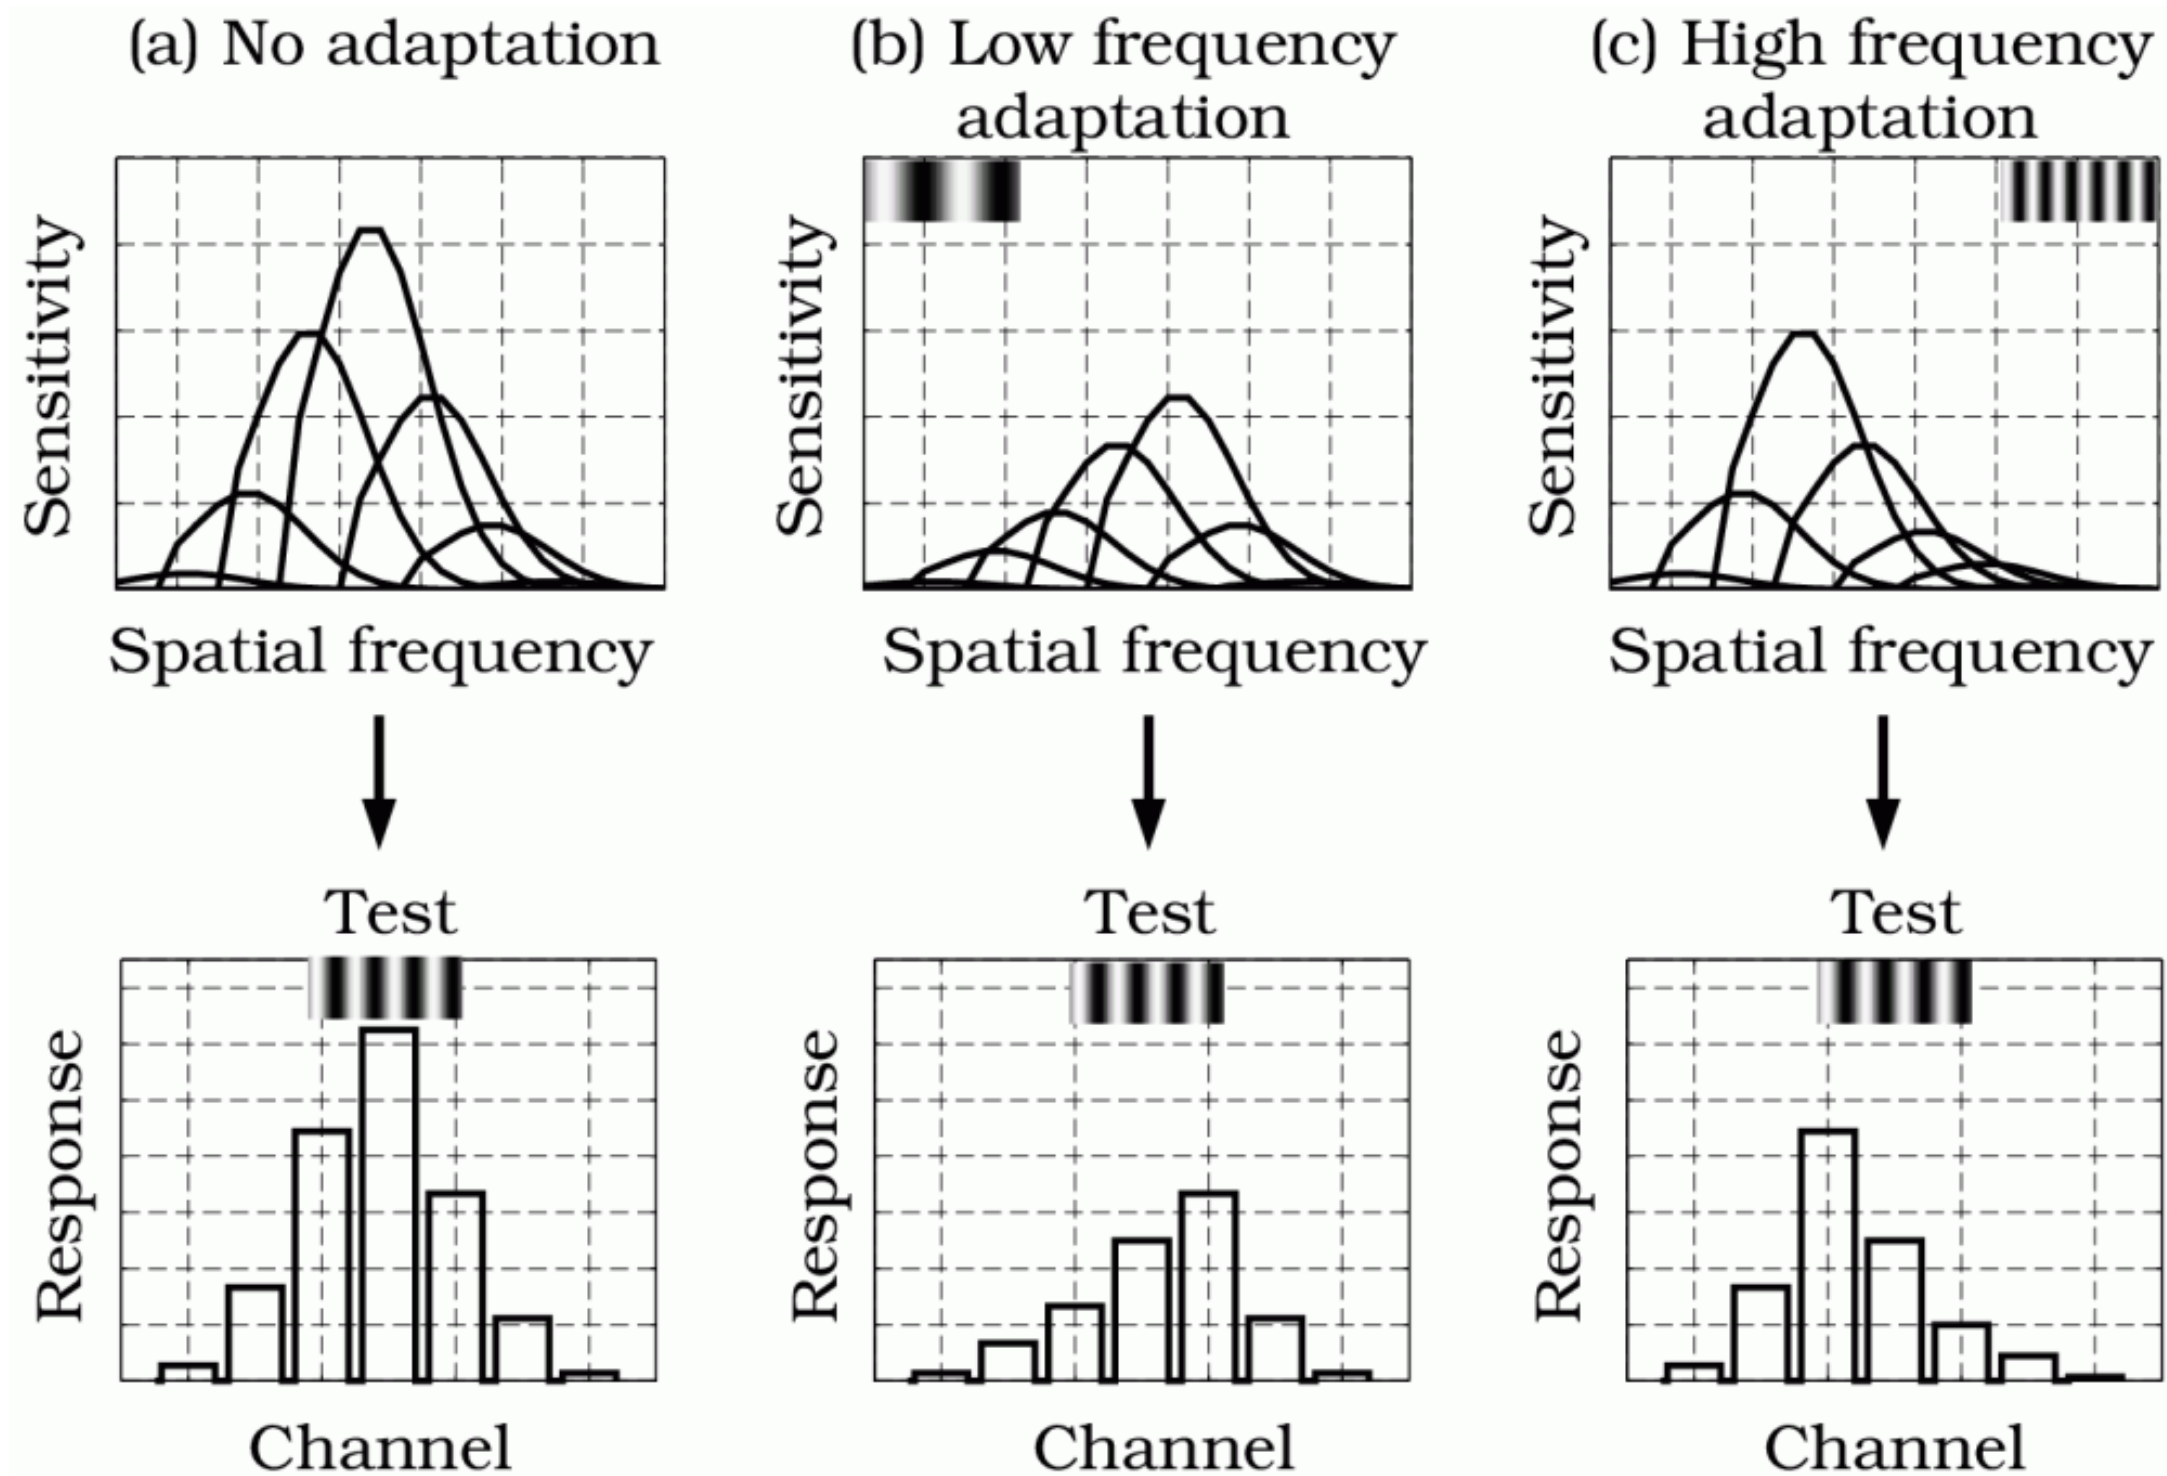 (a) No adaptation
(b) Low frequency
adaptation
(c) High frequency
adaptation
Sensitivity
Sensitivity
Sensitivity
Spatial frequency
Spatial frequency
Spatial frequency
Test
Test
Test
Response
Response
Response
Channel
Channel
Channel